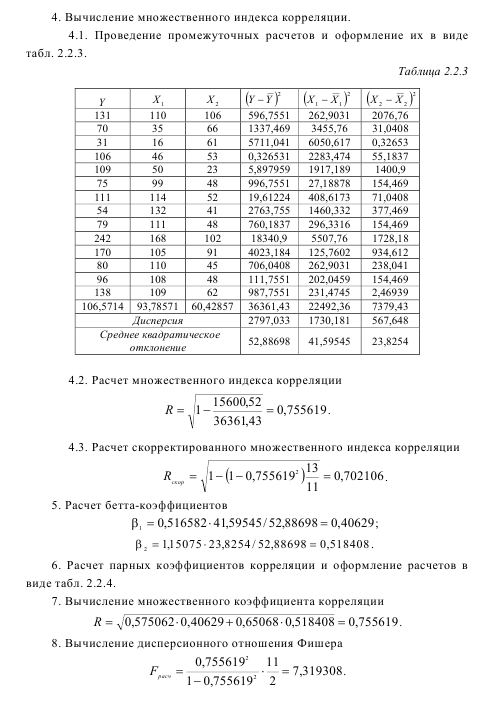 4. Вычисление множественного индекса корреляции.
4.1. Проведение промежуточных расчетов и оформление их в виде
табл. 2.2.3.
Таблица 2.2.3
Y X₁ X₂ (Y − Y̅)² (X₁ − X̅₁)² (X₂ − X̅₂)²
131 110 106 596,7551 262,9031 2076,76
70 35 66 1337,469 3455,76 31,0408
31 16 61 5711,041 6050,617 0,32653
106 46 53 0,326531 2283,474 55,1837
109 50 23 5,897959 1917,189 1400,9
75 99 48 996,7551 27,18878 154,469
111 114 52 19,61224 408,6173 71,0408
54 132 41 2763,755 1460,332 377,469
79 111 48 760,1837 296,3316 154,469
242 168 102 18340,9 5507,76 1728,18
170 105 91 4023,184 125,7602 934,612
80 110 45 706,0408 262,9031 238,041
96 108 48 111,7551 202,0459 154,469
138 109 62 987,7551 231,4745 2,46939
106,5714 93,78571 60,42857 36361,43 22492,36 7379,43
Дисперсия 2797,033 1730,181 567,648
Среднее квадратическое
отклонение 52,88698 41,59545 23,8254
4.2. Расчет множественного индекса корреляции
R = √(1 − 15600,52 / 36361,43) = 0,755619.
4.3. Расчет скорректированного множественного индекса корреляции
Rскор = √(1 − (1 − 0,755619²) 13/11) = 0,702106.
5. Расчет бетта-коэффициентов
β₁ = 0,516582 · 41,59545 / 52,88698 = 0,40629;
β₂ = 1,15075 · 23,8254 / 52,88698 = 0,518408.
6. Расчет парных коэффициентов корреляции и оформление расчетов в
виде табл. 2.2.4.
7. Вычисление множественного коэффициента корреляции
R = √(0,575062 · 0,40629 + 0,65068 · 0,518408) = 0,755619.
8. Вычисление дисперсионного отношения Фишера
Fрасч = 0,755619² / (1 − 0,755619²) · 11/2 = 7,319308.